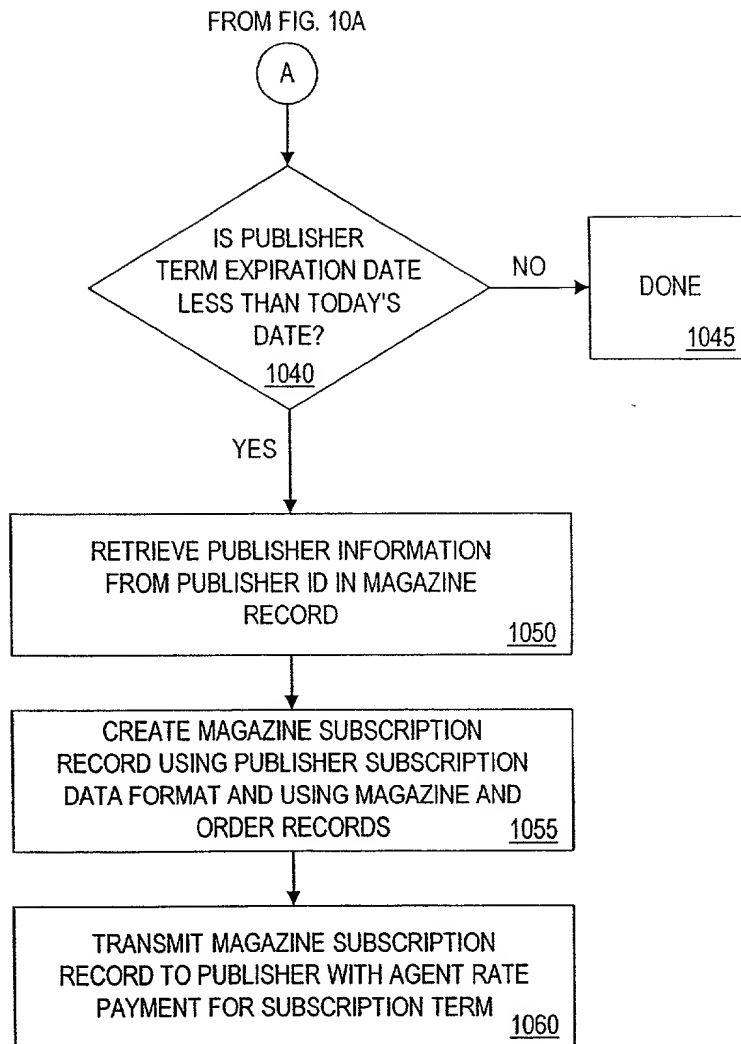 FROM FIG. 10A
A
IS PUBLISHER
TERM EXPIRATION DATE
LESS THAN TODAY'S
DATE?
1040
NO
DONE
1045
YES
RETRIEVE PUBLISHER INFORMATION
FROM PUBLISHER ID IN MAGAZINE
RECORD
1050
CREATE MAGAZINE SUBSCRIPTION
RECORD USING PUBLISHER SUBSCRIPTION
DATA FORMAT AND USING MAGAZINE AND
ORDER RECORDS
1055
TRANSMIT MAGAZINE SUBSCRIPTION
RECORD TO PUBLISHER WITH AGENT RATE
PAYMENT FOR SUBSCRIPTION TERM
1060